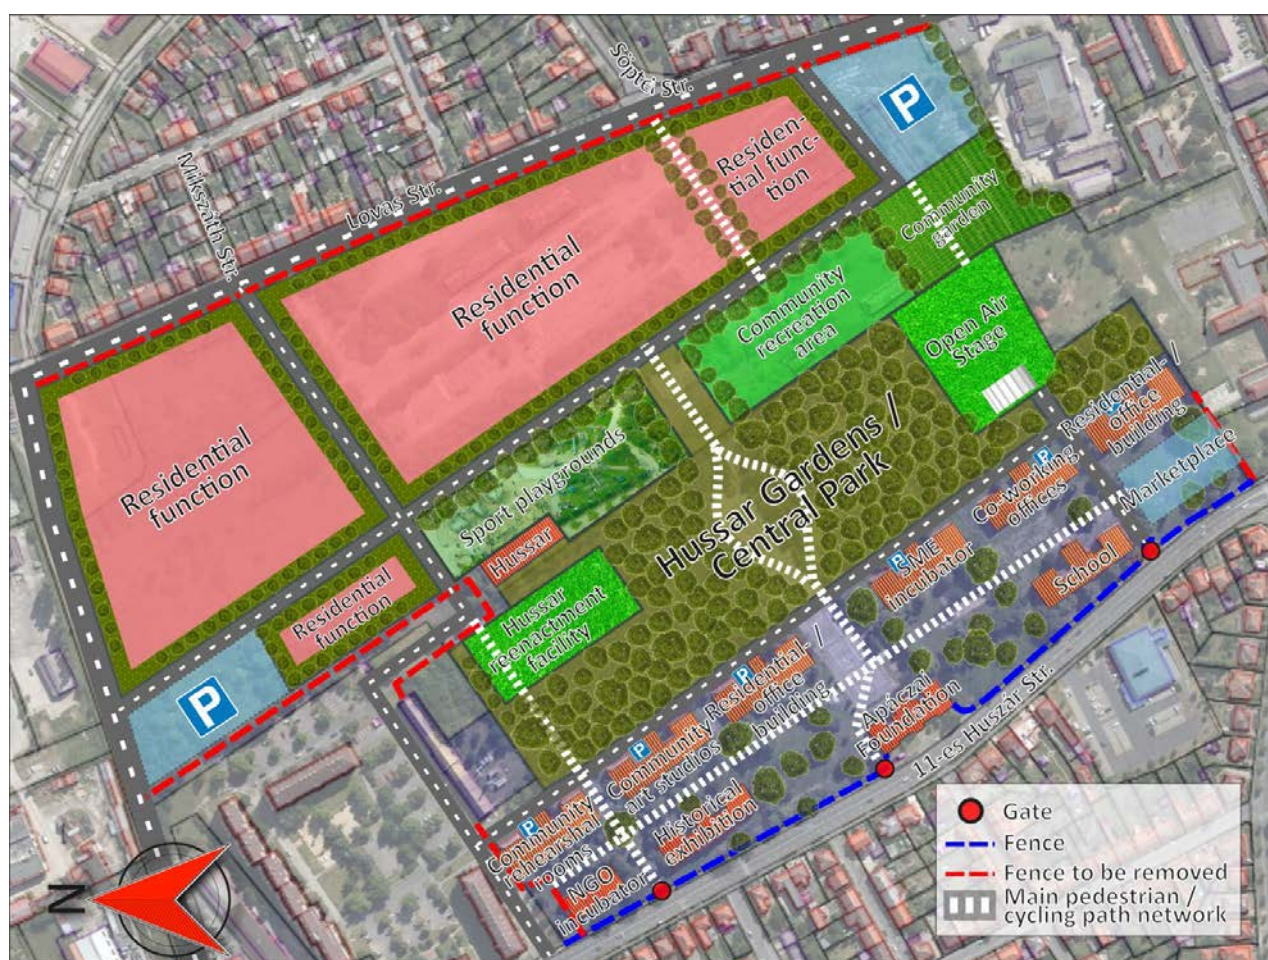 Söptei Str.
P
Mikszáth Str.
Lovas Str.
Residen-
tial func-
tion
Community
garden
Residential
function
Community
recreation
area
Open Air
Stage
Residential
function
Sport playgrounds
Hussar Gardens /
Central Park
Residential- /
office
building
P
Marketplace
Co-working
offices
P
Hussar
SME
incubator
P
School
Residential
function
Hussar
reenactment
facility
P
Residential- /
office
building
P
Apáczai
Foundation
11-es Huszár Str.
Community
art studios
P
Historical
exhibition
Community
rehearshal
rooms
P
NGO
incubator
N
Gate
Fence
Fence to be removed
Main pedestrian /
cycling path network